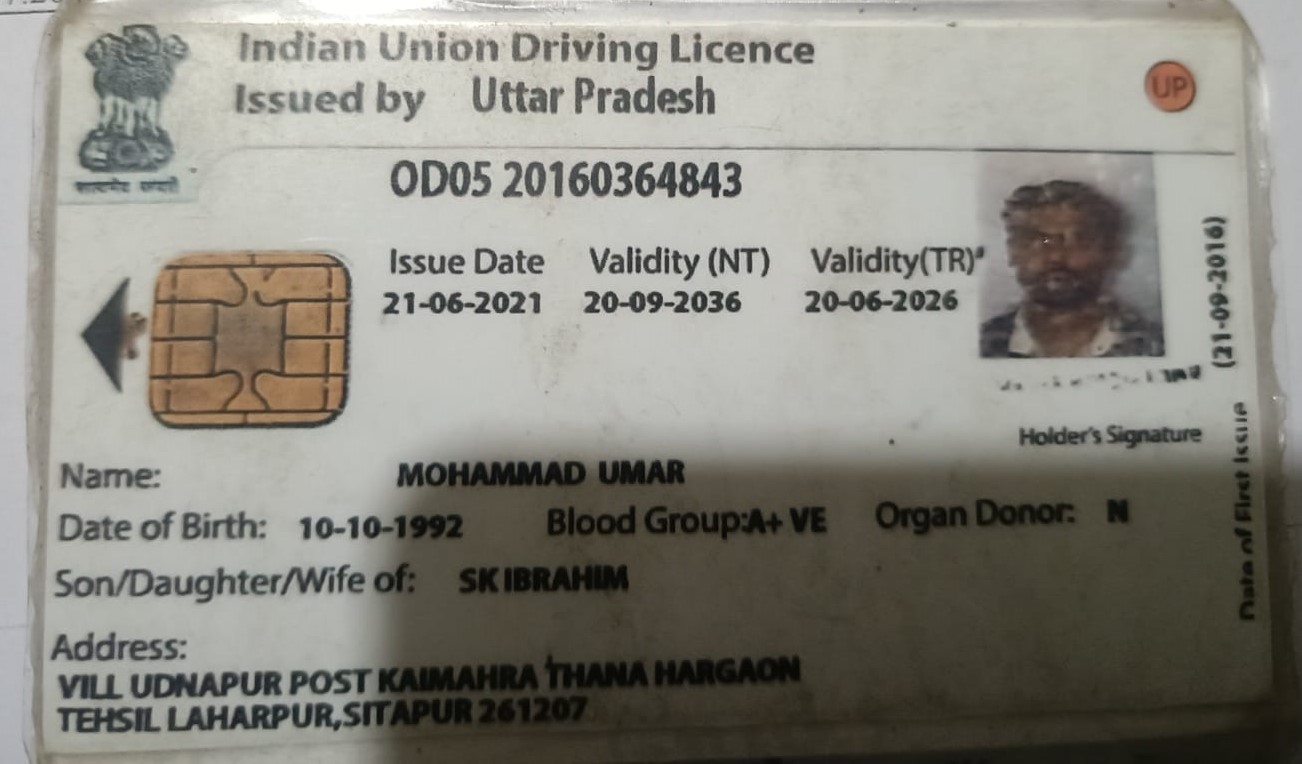 Indian Union Driving Licence
Issued by Uttar Pradesh
UP
OD05 20160364843
Issue Date Validity (NT) Validity(TR)*
21-06-2021 20-09-2036 20-06-2026
Holder's Signature
Name: MOHAMMAD UMAR
Date of Birth: 10-10-1992 Blood Group:A+ VE Organ Donor: N
Son/Daughter/Wife of: SK IBRAHIM
Address:
VILL UDNAPUR POST KAIMAHRA THANA HARGAON
TEHSIL LAHARPUR,SITAPUR 261207
Date of First Issue (21-09-2016)